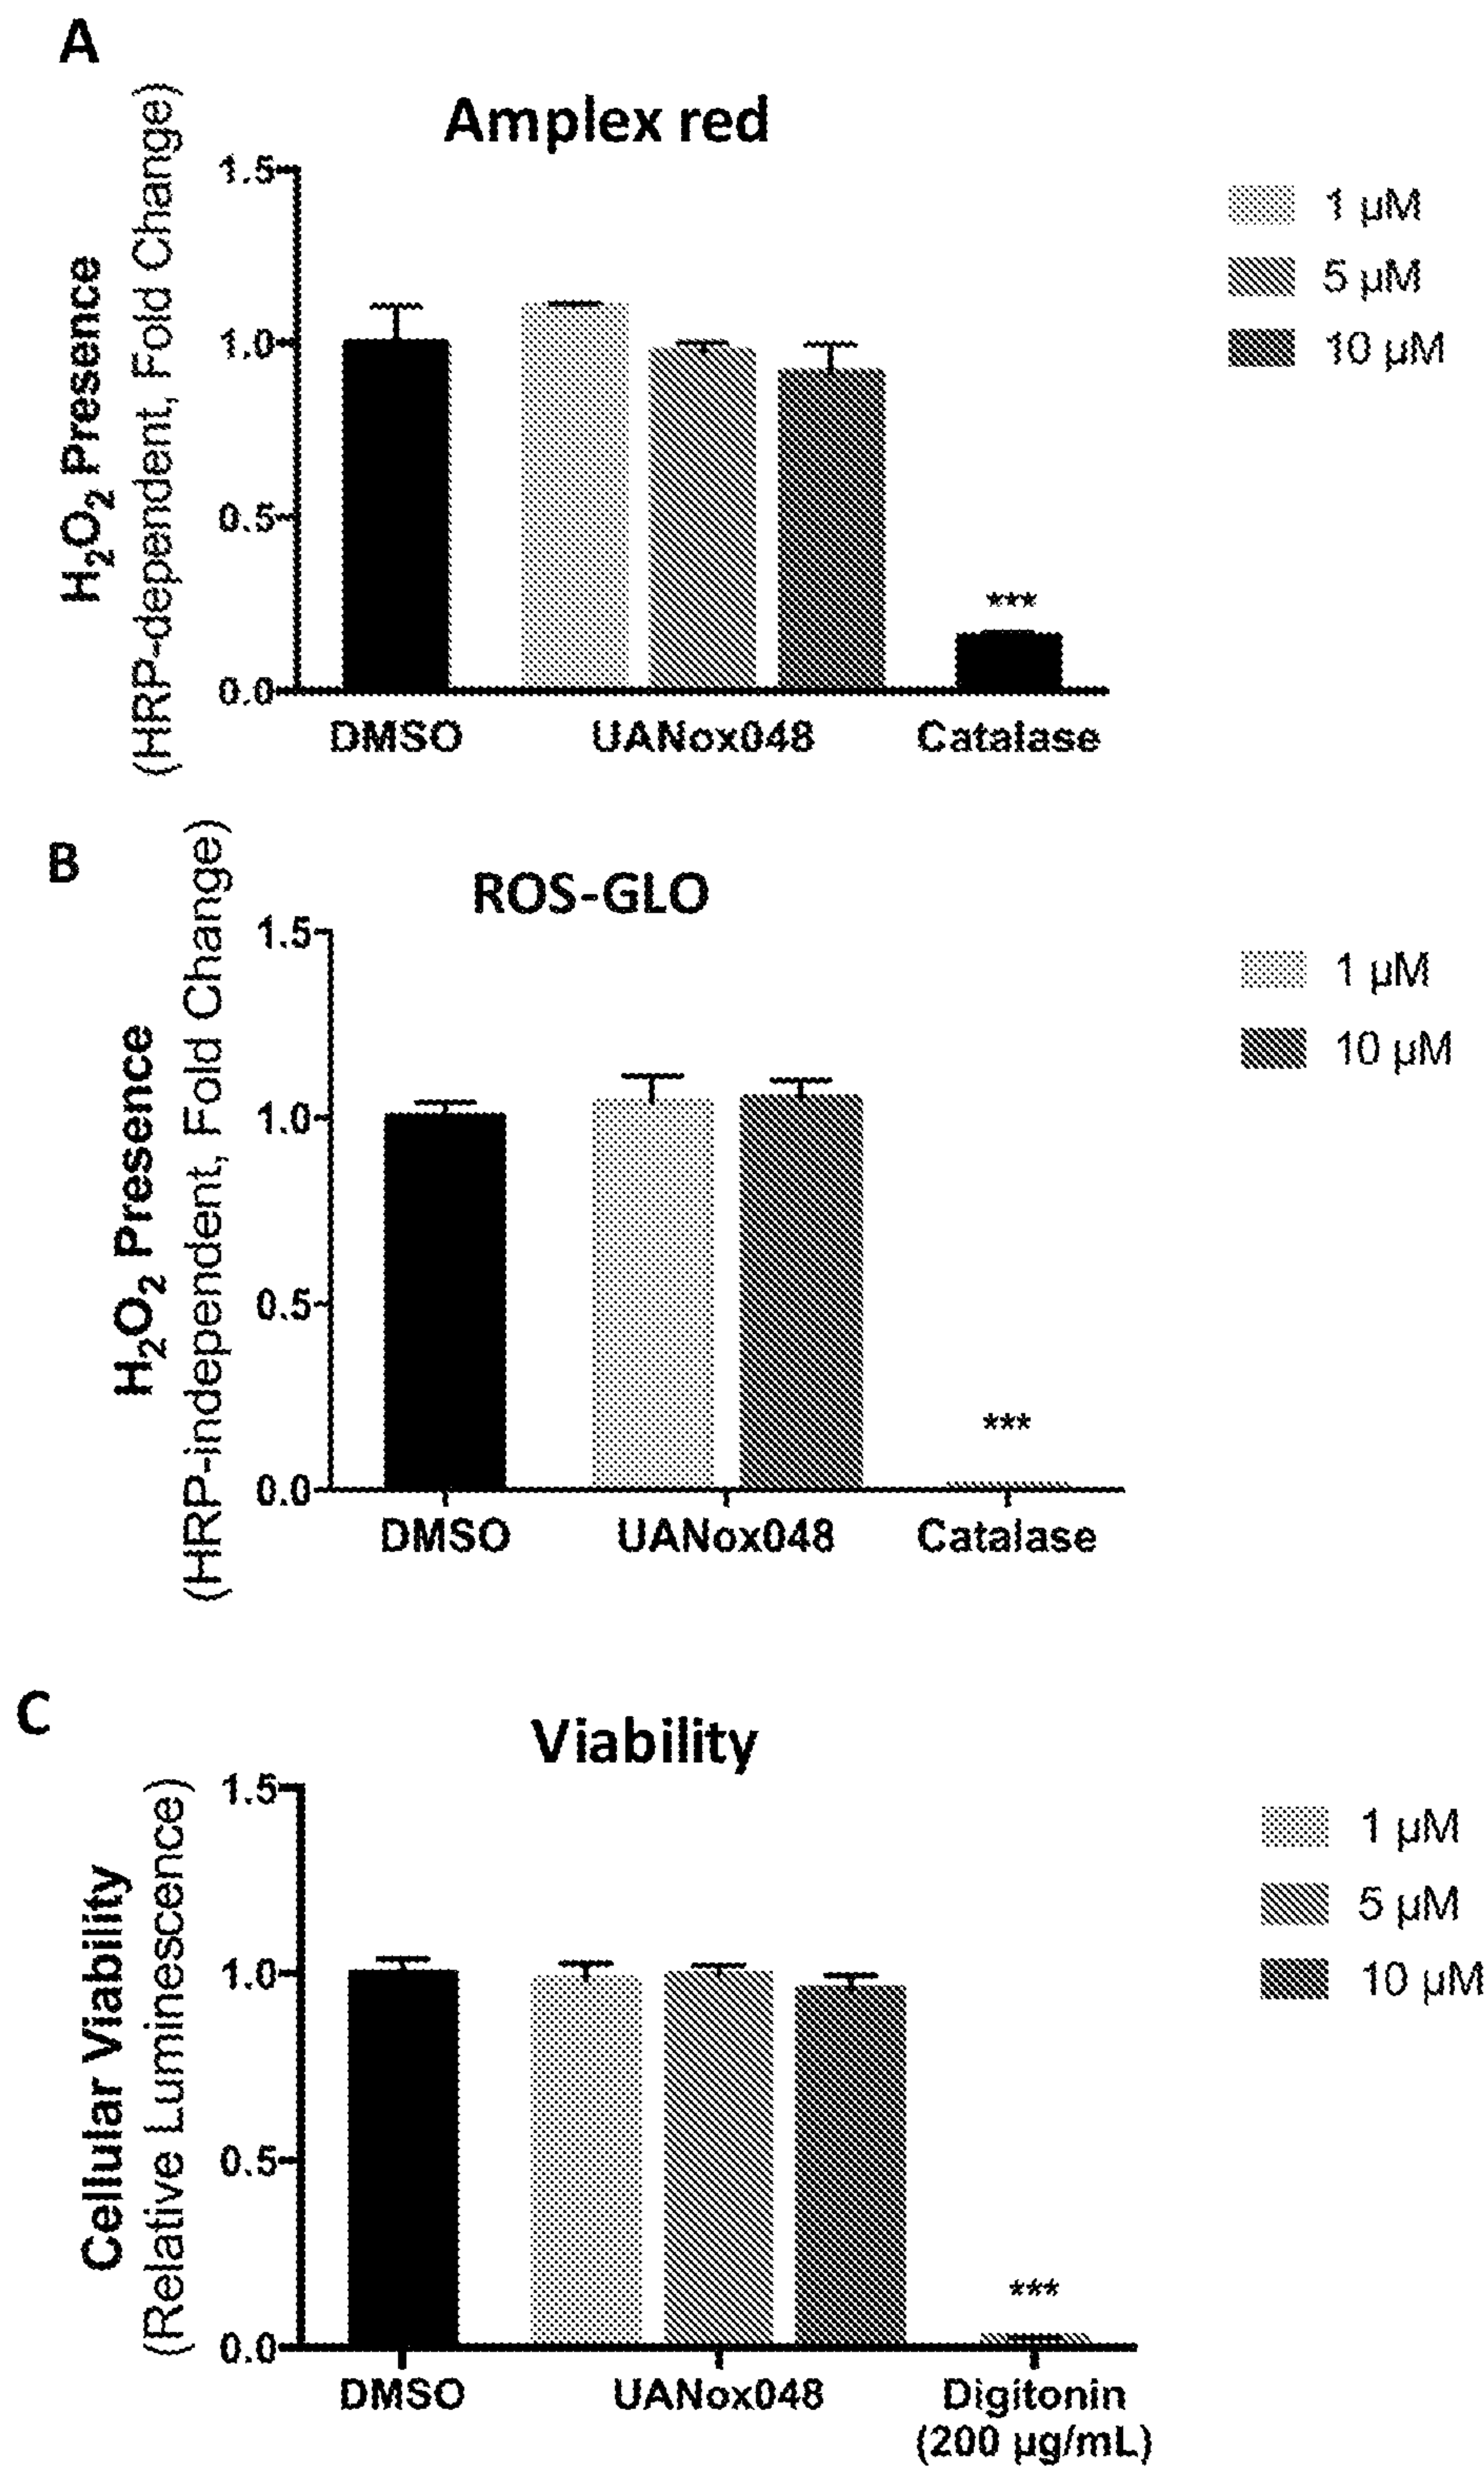 A
Amplex red
H₂O₂ Presence
(HRP-dependent, Fold Change)
1.5
1.0
0.5
0.0
DMSO
UANox048
Catalase
***
1 µM
5 µM
10 µM
B
ROS-GLO
H₂O₂ Presence
(HRP-independent, Fold Change)
1.5
1.0
0.5
0.0
DMSO
UANox048
Catalase
***
1 µM
10 µM
C
Viability
Cellular Viability
(Relative Luminescence)
1.5
1.0
0.5
0.0
DMSO
UANox048
Digitonin
(200 µg/mL)
***
1 µM
5 µM
10 µM